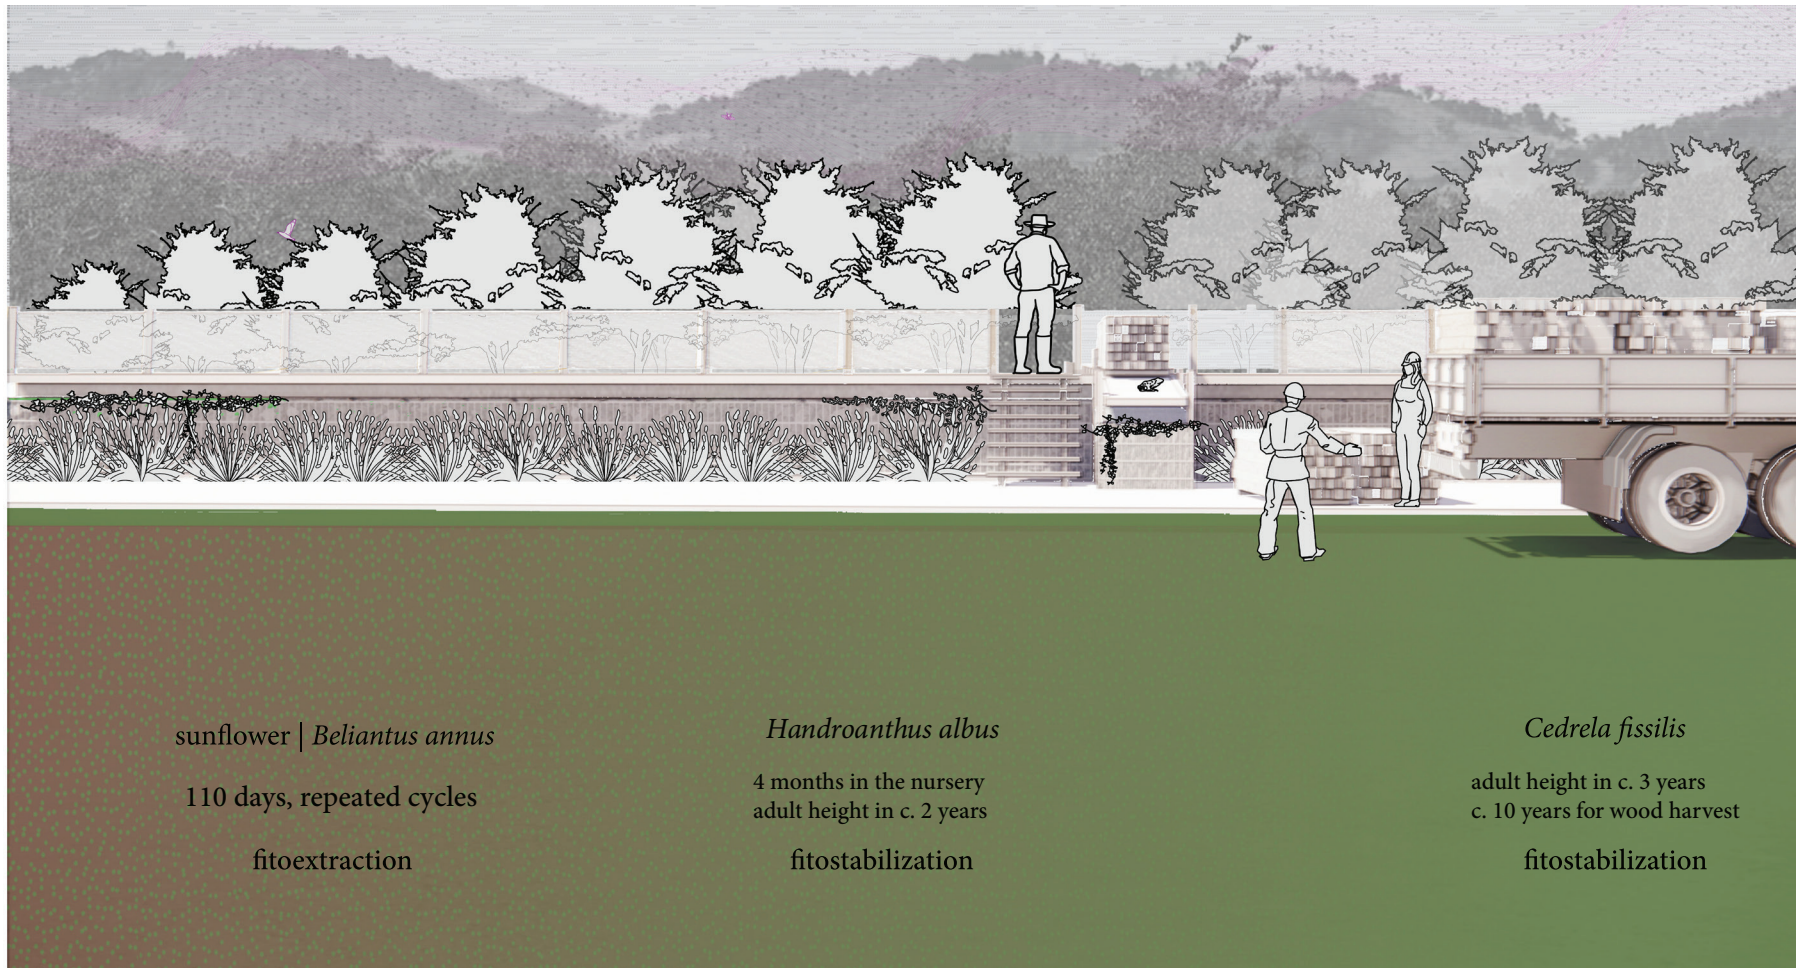 sunflower | Beliantus annus
110 days, repeated cycles
fitoextraction
Handroanthus albus
4 months in the nursery
adult height in c. 2 years
fitostabilization
Cedrela fissilis
adult height in c. 3 years
c. 10 years for wood harvest
fitostabilization